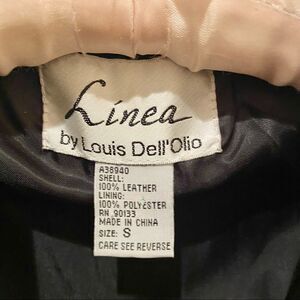 Linea
by Louis Dell'Olio
A38940
SHELL:
100% LEATHER
LINING:
100% POLYESTER
RN 90133
MADE IN CHINA
SIZE: S
CARE SEE REVERSE